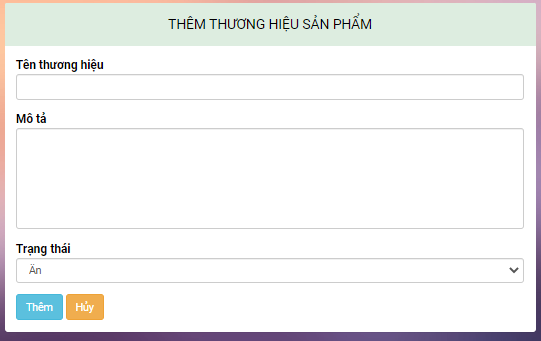 THÊM THƯƠNG HIỆU SẢN PHẨM
Tên thương hiệu
Mô tả
Trạng thái
Ẩn
Thêm
Hủy